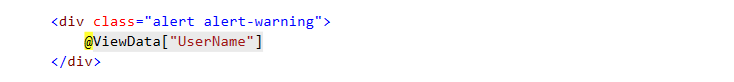 <div class="alert alert-warning">
@ViewData["UserName"]
</div>